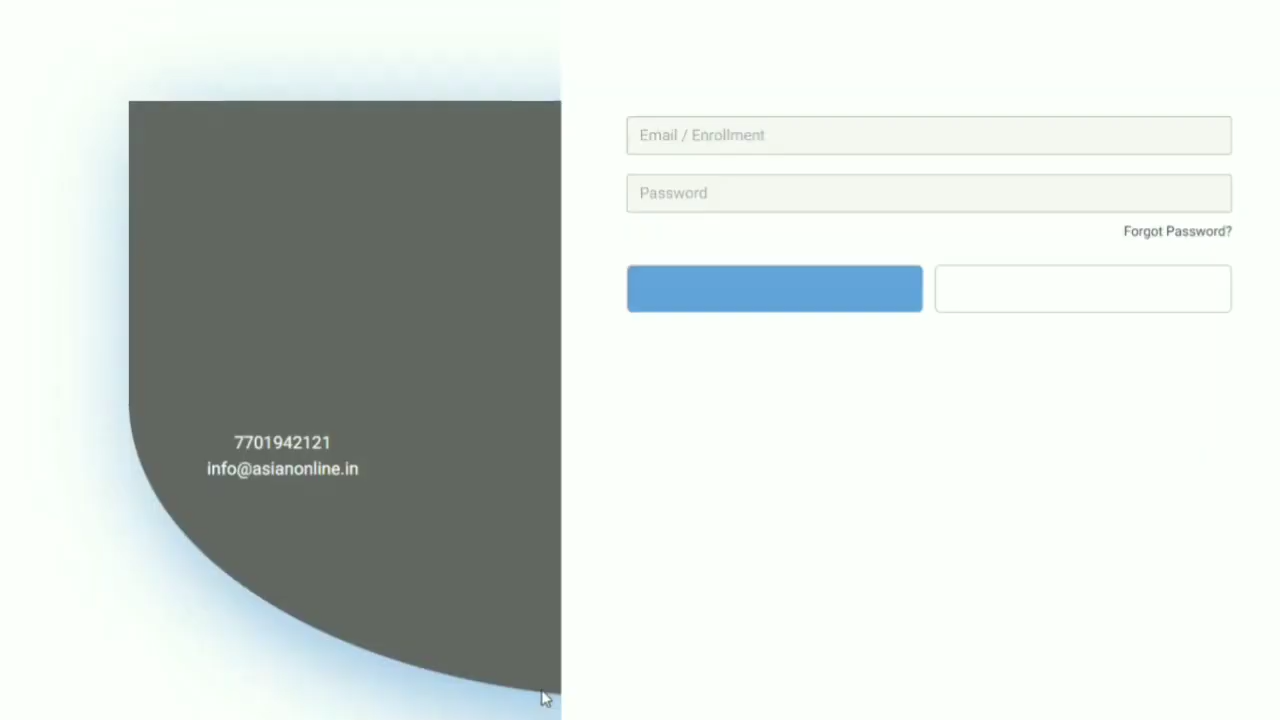 Email / Enrollment
Password
Forgot Password?
7701942121
info@asianonline.in